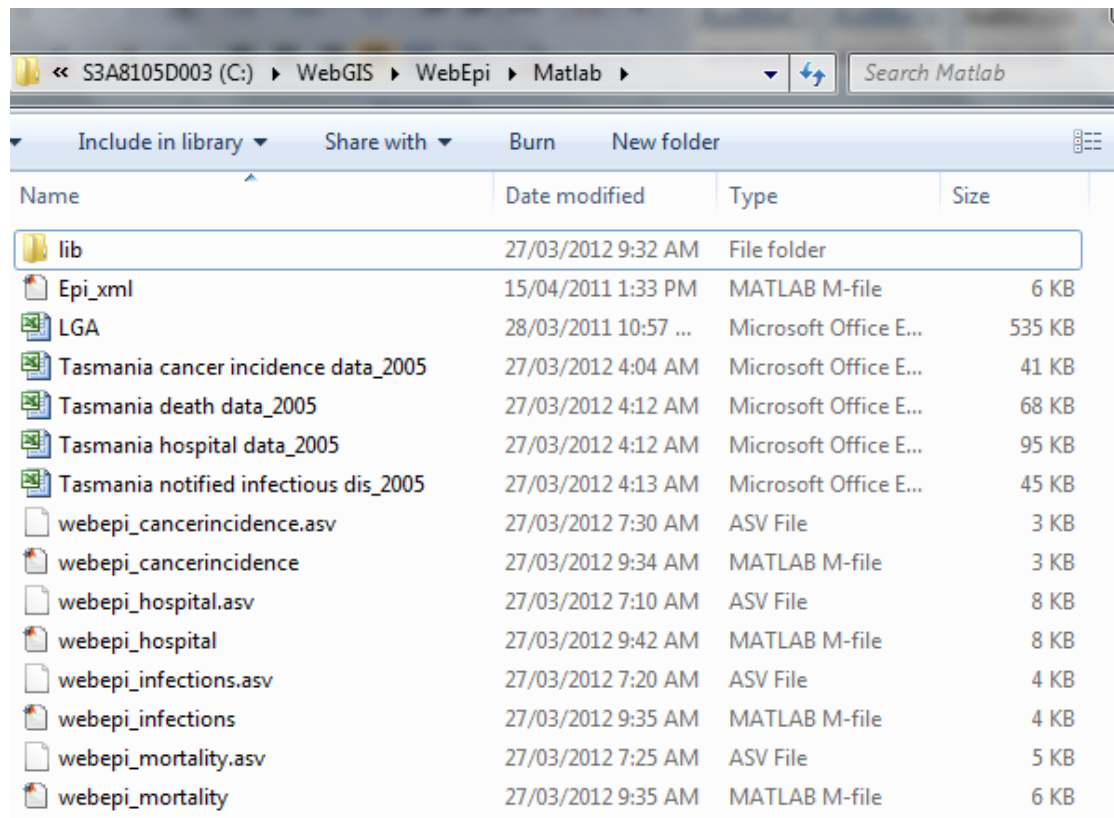 « S3A8105D003 (C:) ▸ WebGIS ▸ WebEpi ▸ Matlab ▸ Search Matlab
Include in library Share with Burn New folder
Name Date modified Type Size
lib 27/03/2012 9:32 AM File folder
Epi_xml 15/04/2011 1:33 PM MATLAB M-file 6 KB
LGA 28/03/2011 10:57 ... Microsoft Office E... 535 KB
Tasmania cancer incidence data_2005 27/03/2012 4:04 AM Microsoft Office E... 41 KB
Tasmania death data_2005 27/03/2012 4:12 AM Microsoft Office E... 68 KB
Tasmania hospital data_2005 27/03/2012 4:12 AM Microsoft Office E... 95 KB
Tasmania notified infectious dis_2005 27/03/2012 4:13 AM Microsoft Office E... 45 KB
webepi_cancerincidence.asv 27/03/2012 7:30 AM ASV File 3 KB
webepi_cancerincidence 27/03/2012 9:34 AM MATLAB M-file 3 KB
webepi_hospital.asv 27/03/2012 7:10 AM ASV File 8 KB
webepi_hospital 27/03/2012 9:42 AM MATLAB M-file 8 KB
webepi_infections.asv 27/03/2012 7:20 AM ASV File 4 KB
webepi_infections 27/03/2012 9:35 AM MATLAB M-file 4 KB
webepi_mortality.asv 27/03/2012 7:25 AM ASV File 5 KB
webepi_mortality 27/03/2012 9:35 AM MATLAB M-file 6 KB